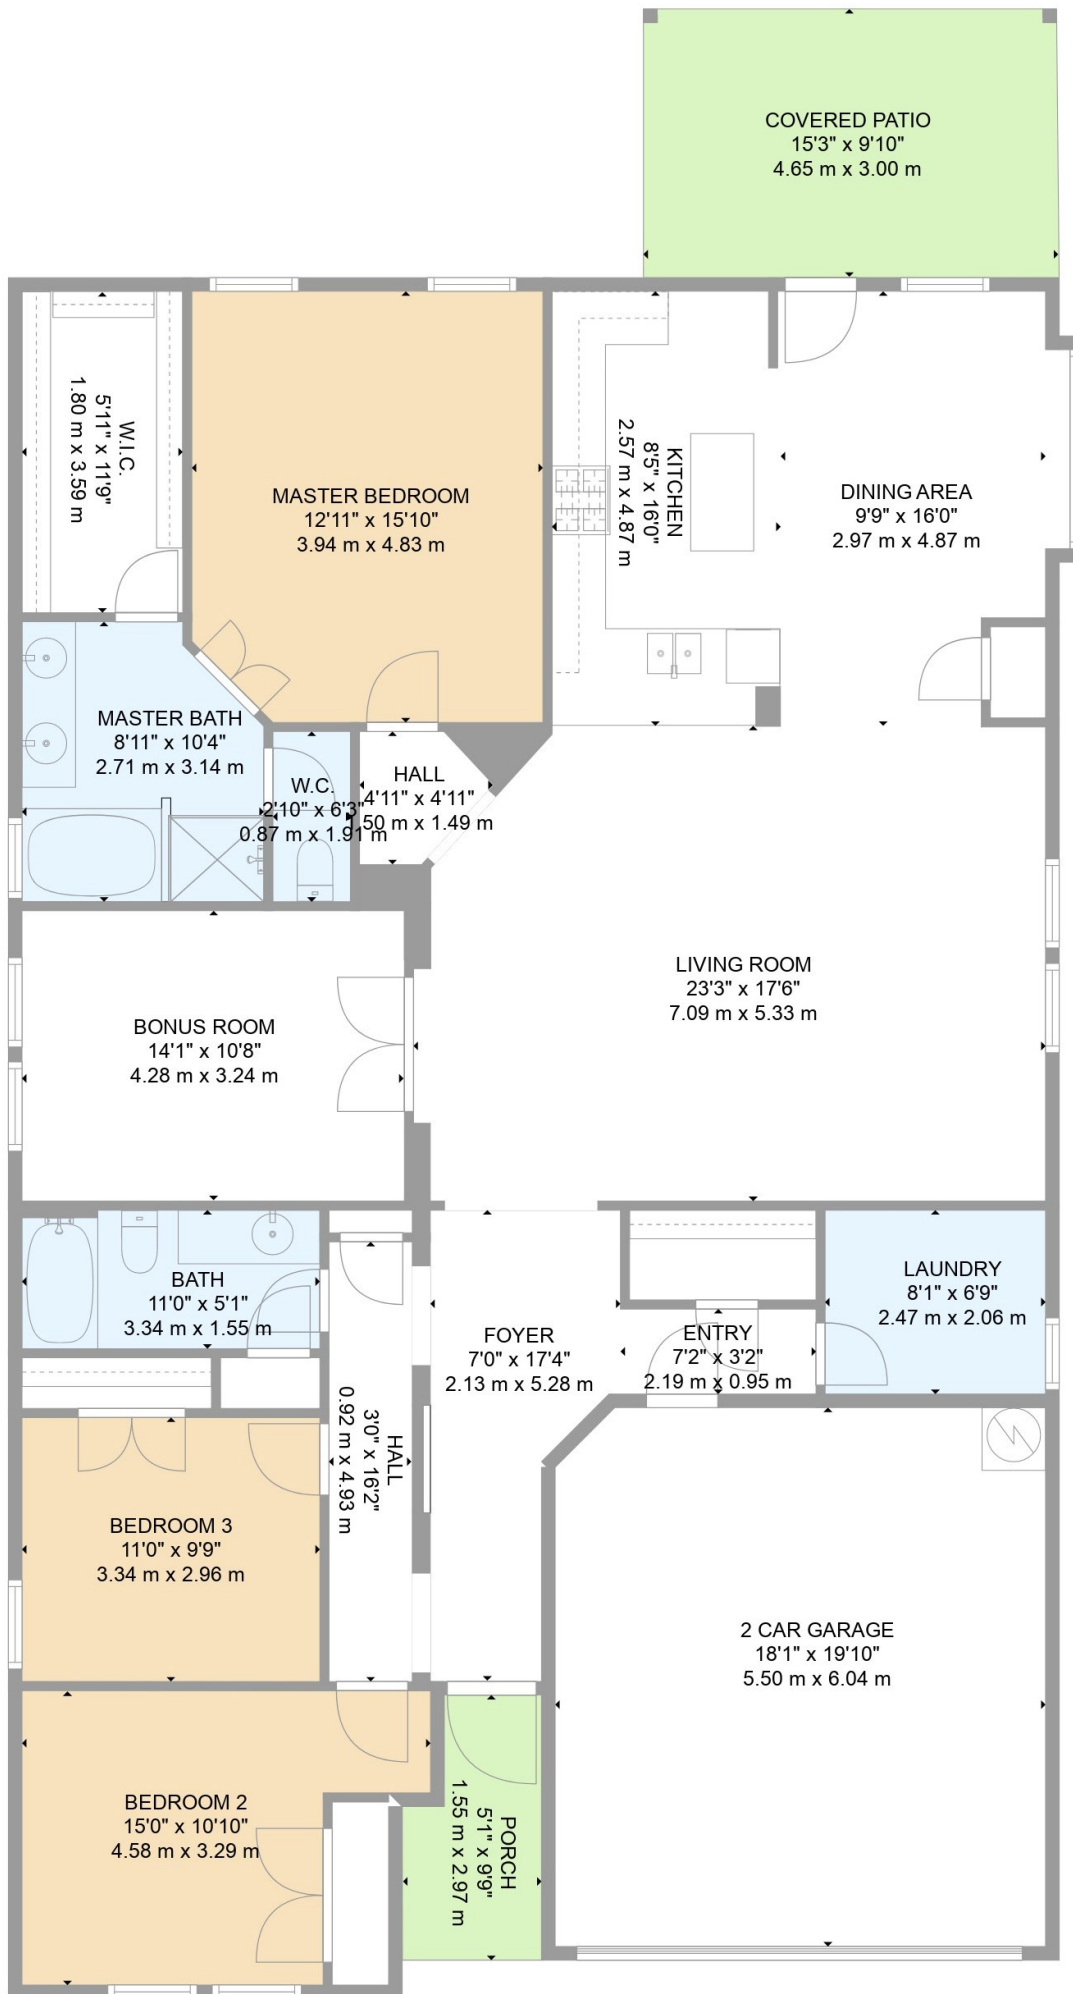 COVERED PATIO
15'3" x 9'10"
4.65 m x 3.00 m
W.I.C.
5'11" x 11'9"
1.80 m x 3.59 m
MASTER BEDROOM
12'11" x 15'10"
3.94 m x 4.83 m
KITCHEN
8'5" x 16'0"
2.57 m x 4.87 m
DINING AREA
9'9" x 16'0"
2.97 m x 4.87 m
MASTER BATH
8'11" x 10'4"
2.71 m x 3.14 m
W.C.
2'10" x 6'3"
0.87 m x 1.91 m
HALL
4'11" x 4'11"
50 m x 1.49 m
LIVING ROOM
23'3" x 17'6"
7.09 m x 5.33 m
BONUS ROOM
14'1" x 10'8"
4.28 m x 3.24 m
BATH
11'0" x 5'1"
3.34 m x 1.55 m
FOYER
7'0" x 17'4"
2.13 m x 5.28 m
ENTRY
7'2" x 3'2"
2.19 m x 0.95 m
LAUNDRY
8'1" x 6'9"
2.47 m x 2.06 m
HALL
3'0" x 16'2"
0.92 m x 4.93 m
BEDROOM 3
11'0" x 9'9"
3.34 m x 2.96 m
2 CAR GARAGE
18'1" x 19'10"
5.50 m x 6.04 m
BEDROOM 2
15'0" x 10'10"
4.58 m x 3.29 m
PORCH
5'1" x 9'9"
1.55 m x 2.97 m